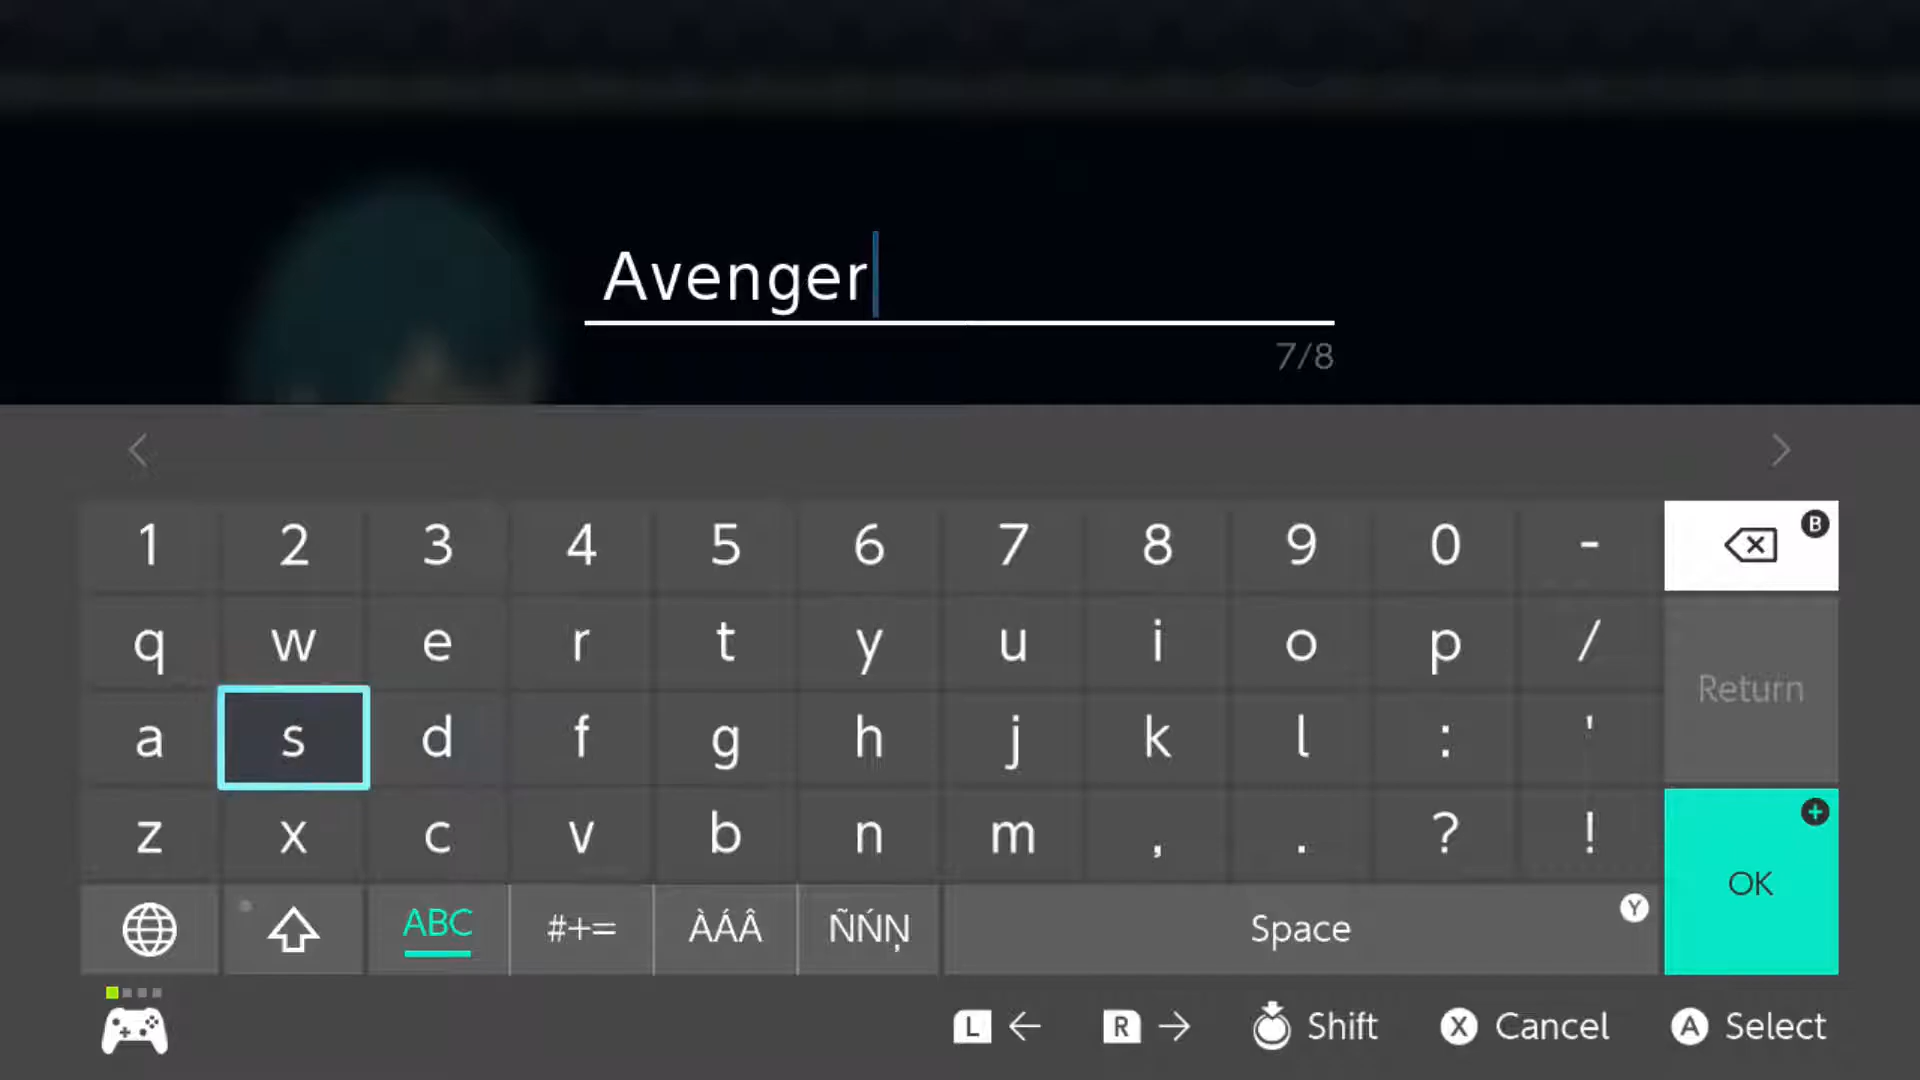 Avenger
7/8
1 2 3 4 5 6 7 8 9 0 - B
q w e r t y u i o p /
Return
a s d f g h j k l : '
z x c v b n m , . ? ! +
OK
ABC #+= ÀÁÂ ÑŃŅ Space Y
L ← R → Shift X Cancel A Select